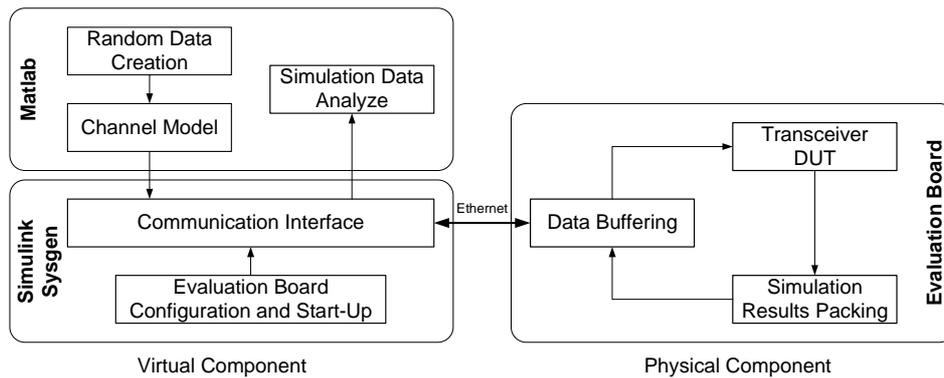 Matlab
Random Data
Creation
Channel Model
Simulation Data
Analyze
Simulink
Sysgen
Communication Interface
Evaluation Board
Configuration and Start-Up
Ethernet
Evaluation Board
Data Buffering
Transceiver
DUT
Simulation
Results Packing
Virtual Component
Physical Component